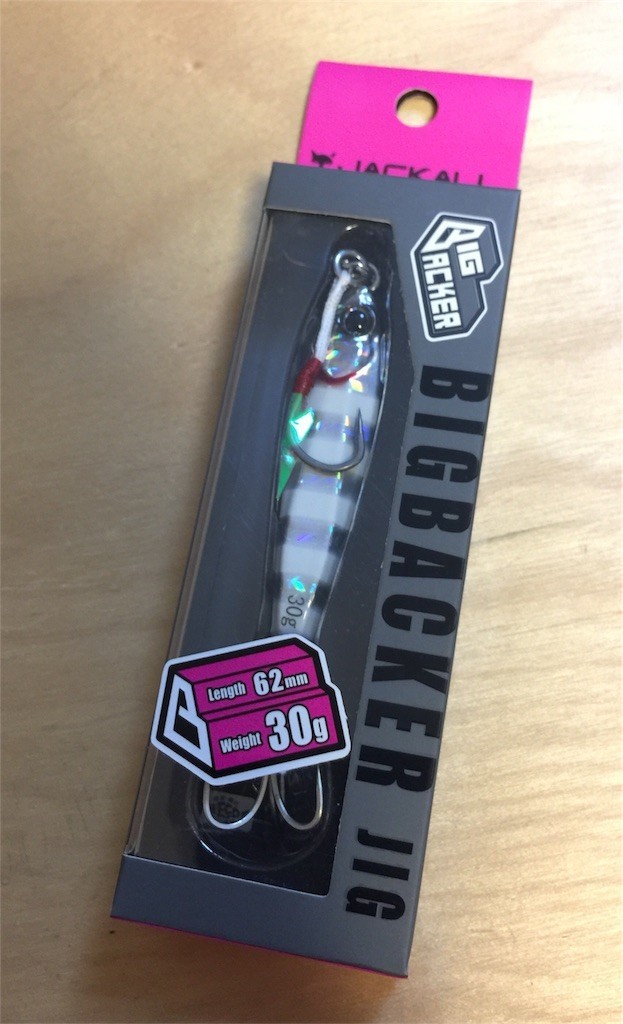 JACKALL
BIG
BACKER
BIGBACKER JIG
30g
Length 62mm
Weight 30g